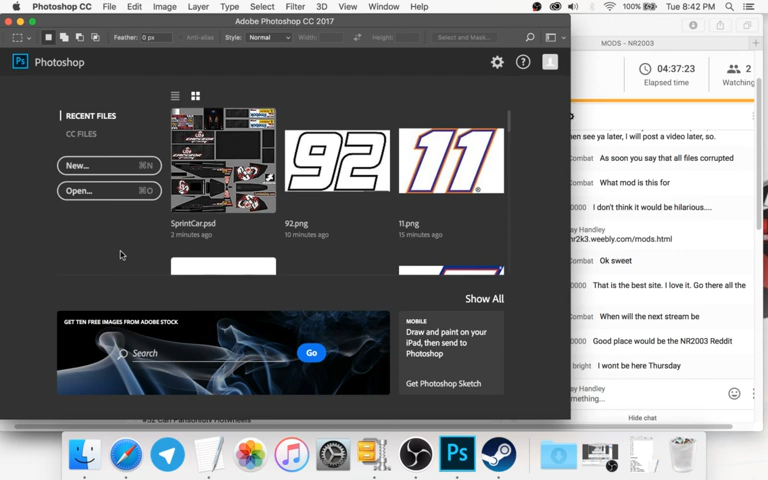 Photoshop CC File Edit Image Layer Type Select Filter 3D View Window Help 100% Tue 8:42 PM
Adobe Photoshop CC 2017
Feather: 0 px Anti-alias Style: Normal Width: Height: Select and Mask...
MODS - NR2003
Ps Photoshop
04:37:23
Elapsed time
2
Watching
RECENT FILES
CC FILES
New... ⌘N
Open... ⌘O
92
11
SprintCar.psd
2 minutes ago
92.png
10 minutes ago
11.png
15 minutes ago
Show All
GET TEN FREE IMAGES FROM ADOBE STOCK
Search
Go
MOBILE
Draw and paint on your
iPad, then send to
Photoshop
Get Photoshop Sketch
hen see ya later, I will post a video later, so.
Combat As soon you say that all files corrupted
Combat What mod is this for
0000 I don't think it would be hilarious....
ay Handley
nr2k3.weebly.com/mods.html
Combat Ok sweet
0000 That is the best site. I love it. Go there all the
Combat When will the next stream be
0000 Good place would be the NR2003 Reddit
bright I wont be here Thursday
ay Handley
mething...
Hide chat
Ps